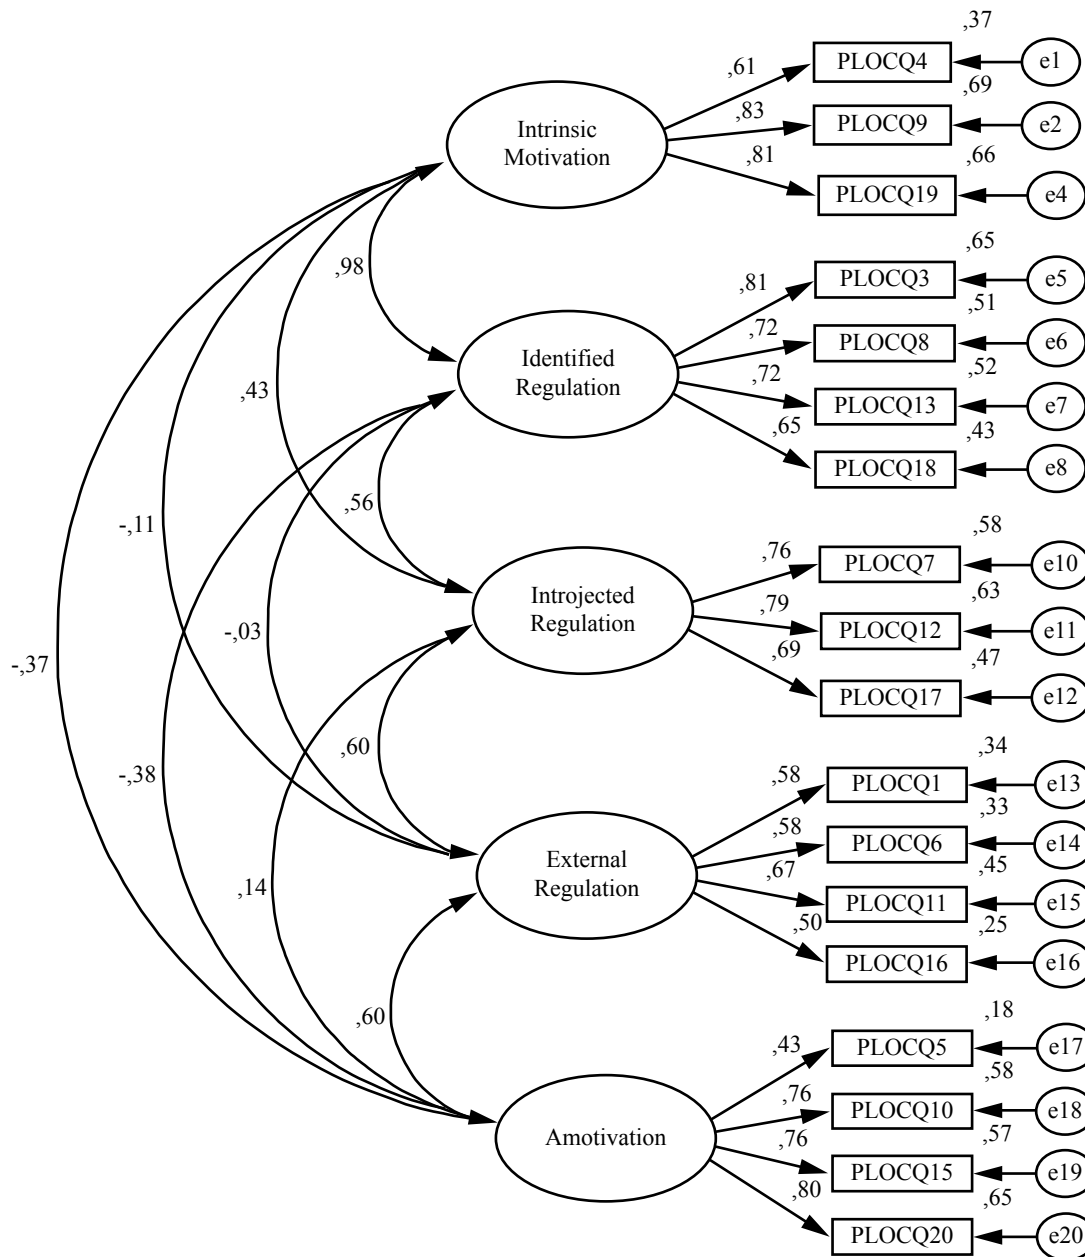 ,37
,61
PLOCQ4
e1
,69
Intrinsic
Motivation
,83
PLOCQ9
e2
,66
,81
PLOCQ19
e4
,98
,65
,81
PLOCQ3
e5
,51
Identified
Regulation
,72
PLOCQ8
e6
,52
,72
PLOCQ13
e7
,43
,65
PLOCQ18
e8
,43
,56
-,11
,58
,76
PLOCQ7
e10
,63
Introjected
Regulation
,79
PLOCQ12
e11
,47
,69
PLOCQ17
e12
-,03
-,37
,60
-,38
,34
,58
PLOCQ1
e13
,33
External
Regulation
,58
PLOCQ6
e14
,45
,67
PLOCQ11
e15
,25
,50
PLOCQ16
e16
,14
,60
,18
,43
PLOCQ5
e17
,58
Amotivation
,76
PLOCQ10
e18
,57
,76
PLOCQ15
e19
,65
,80
PLOCQ20
e20